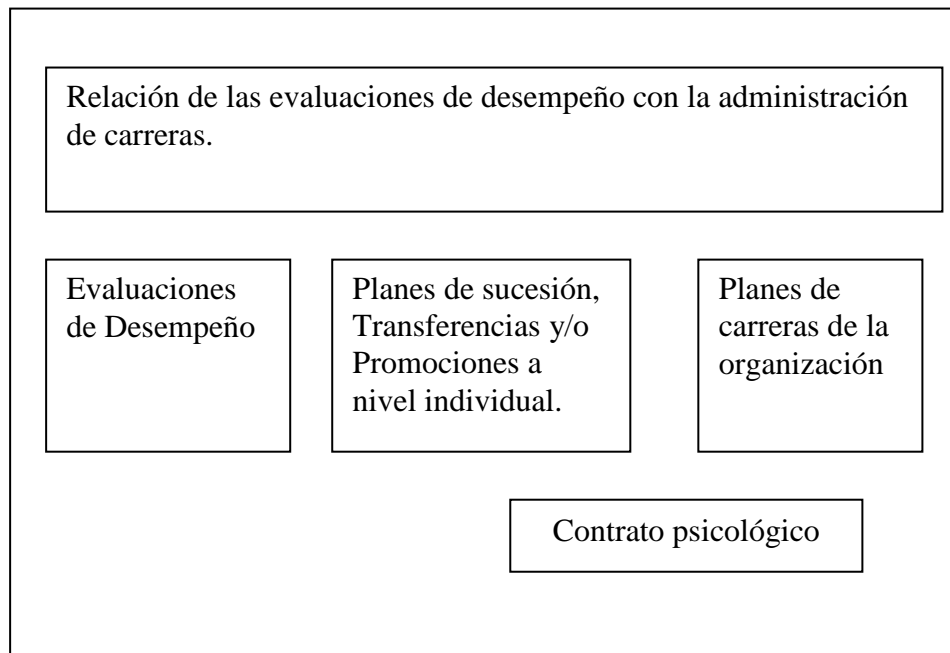 Relación de las evaluaciones de desempeño con la administración
de carreras.
Evaluaciones
de Desempeño
Planes de sucesión,
Transferencias y/o
Promociones a
nivel individual.
Planes de
carreras de la
organización
Contrato psicológico